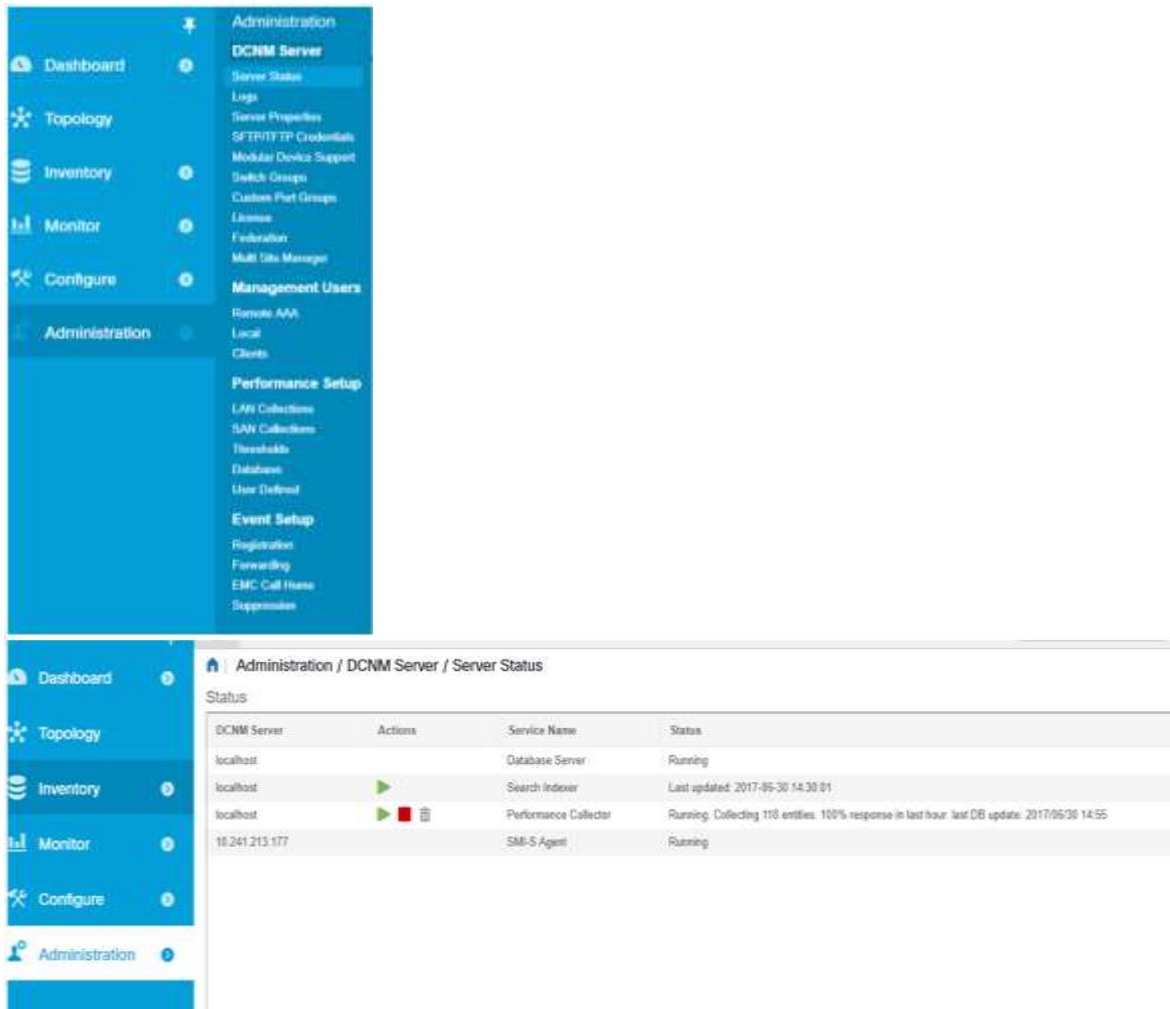 Dashboard
Topology
Inventory
Monitor
Configure
Administration
Administration
DCNM Server
Server Status
Logs
Server Properties
SFTP/TFTP Credentials
Modular Device Support
Switch Groups
Custom Port Groups
License
Federation
Multi Site Manager
Management Users
Remote AAA
Local
Clients
Performance Setup
LAN Collections
SAN Collections
Thresholds
Database
User Defined
Event Setup
Registration
Forwarding
EMC Call Home
Suppression
Dashboard
Topology
Inventory
Monitor
Configure
Administration
Administration / DCNM Server / Server Status
Status
DCNM Server Actions Service Name Status
localhost Database Server Running
localhost Search Indexer Last updated: 2017-06-30 14:30:01
localhost Performance Collector Running. Collecting 118 entities. 100% response in last hour. last DB update: 2017/06/30 14:55
10.241.213.177 SMI-S Agent Running